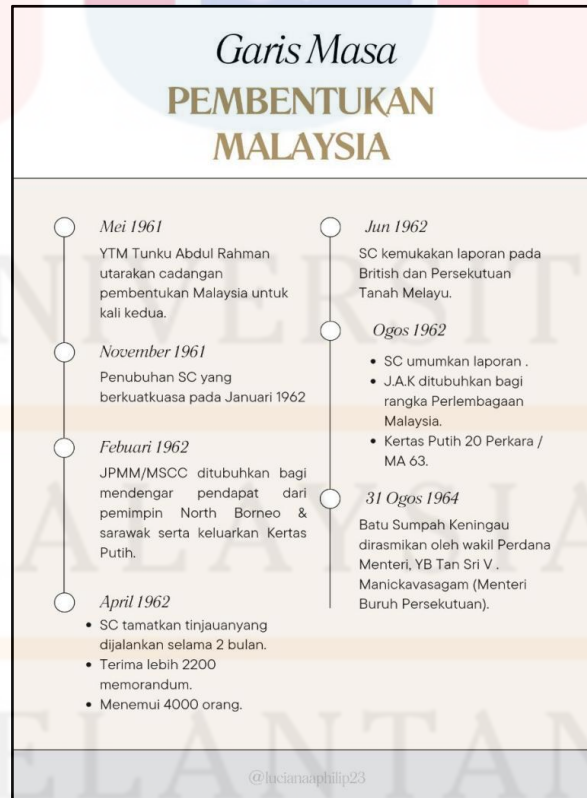 Garis Masa
PEMBENTUKAN
MALAYSIA
Mei 1961
YTM Tunku Abdul Rahman
utarakan cadangan
pembentukan Malaysia untuk
kali kedua.
November 1961
Penubuhan SC yang
berkuatkuasa pada Januari 1962
Febuari 1962
JPMM/MSCC ditubuhkan bagi
mendengar pendapat dari
pemimpin North Borneo &
sarawak serta keluarkan Kertas
Putih.
April 1962
• SC tamatkan tinjauanyang
dijalankan selama 2 bulan.
• Terima lebih 2200
memorandum.
• Menemui 4000 orang.
Jun 1962
SC kemukakan laporan pada
British dan Persekutuan
Tanah Melayu.
Ogos 1962
• SC umumkan laporan .
• J.A.K ditubuhkan bagi
rangka Perlembagaan
Malaysia.
• Kertas Putih 20 Perkara /
MA 63.
31 Ogos 1964
Batu Sumpah Keningau
dirasmikan oleh wakil Perdana
Menteri, YB Tan Sri V .
Manickavasagam (Menteri
Buruh Persekutuan).
@lucianaaphilip23
UNIVERSITI
MALAYSIA
KELANTAN